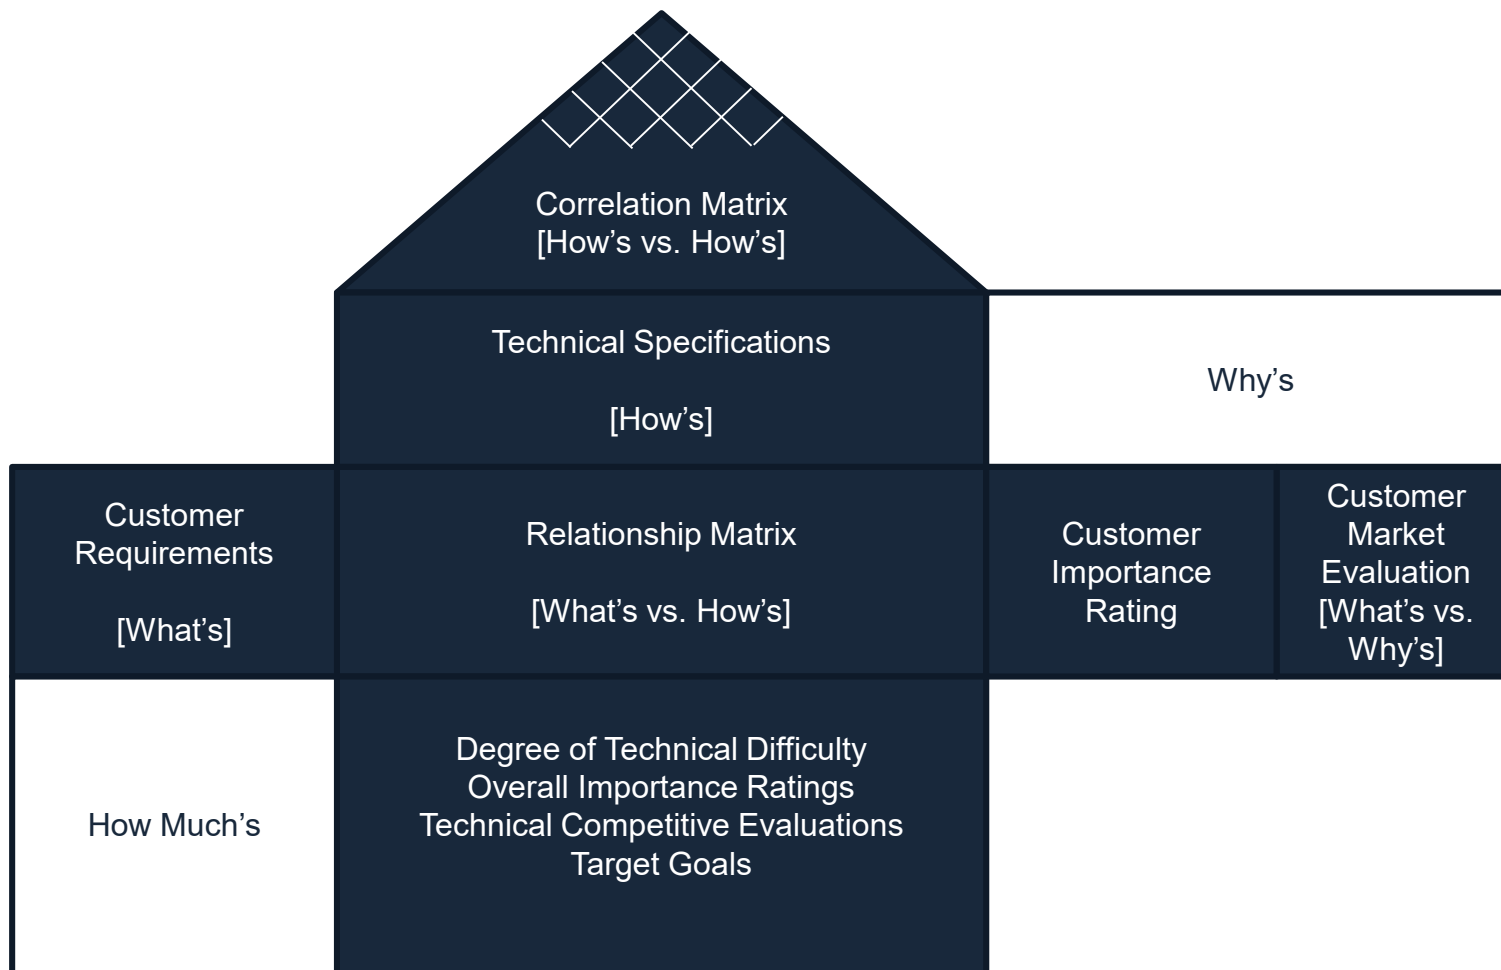 Correlation Matrix
[How’s vs. How’s]
Technical Specifications
[How’s]
Why’s
Customer
Requirements
[What’s]
Relationship Matrix
[What’s vs. How’s]
Customer
Importance
Rating
Customer
Market
Evaluation
[What’s vs.
Why’s]
How Much’s
Degree of Technical Difficulty
Overall Importance Ratings
Technical Competitive Evaluations
Target Goals